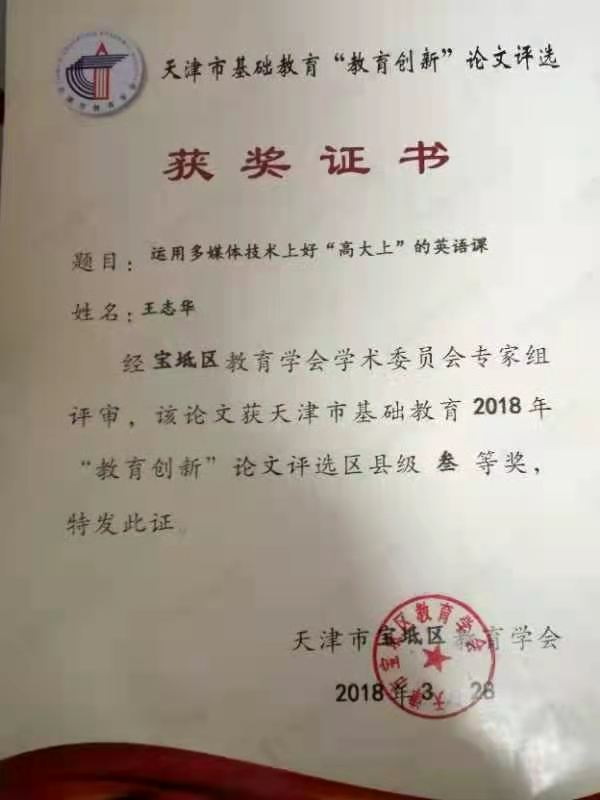 天津市基础教育“教育创新”论文评选
获奖证书
题目：运用多媒体技术上好“高大上”的英语课
姓名：王志华
经宝坻区教育学会学术委员会专家组
评审，该论文获天津市基础教育2018年
“教育创新”论文评选区县级 叁 等奖，
特发此证。
天津市宝坻区教育学会
2018年3 28